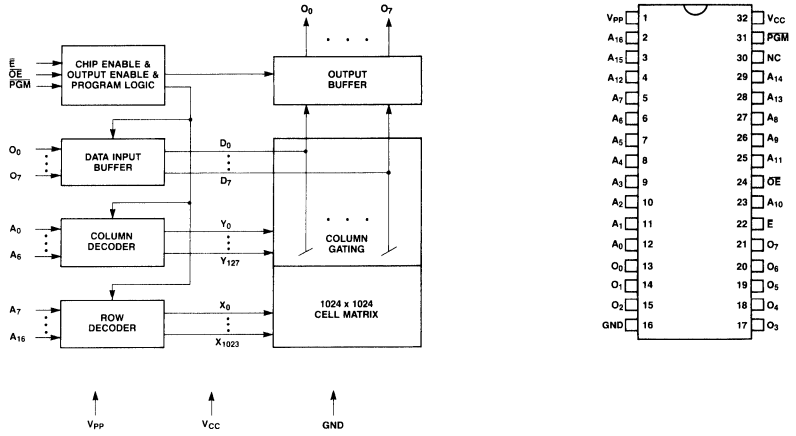 O0 O7
E̅
O̅E̅
P̅G̅M̅
CHIP ENABLE &
OUTPUT ENABLE &
PROGRAM LOGIC
OUTPUT
BUFFER
O0
O7
DATA INPUT
BUFFER
D0
D7
A0
A6
COLUMN
DECODER
Y0
Y127
COLUMN
GATING
A7
A16
ROW
DECODER
X0
X1023
1024 x 1024
CELL MATRIX
VPP VCC GND
VPP 1 32 VCC
A16 2 31 P̅G̅M̅
A15 3 30 NC
A12 4 29 A14
A7 5 28 A13
A6 6 27 A8
A5 7 26 A9
A4 8 25 A11
A3 9 24 O̅E̅
A2 10 23 A10
A1 11 22 E̅
A0 12 21 O7
O0 13 20 O6
O1 14 19 O5
O2 15 18 O4
GND 16 17 O3